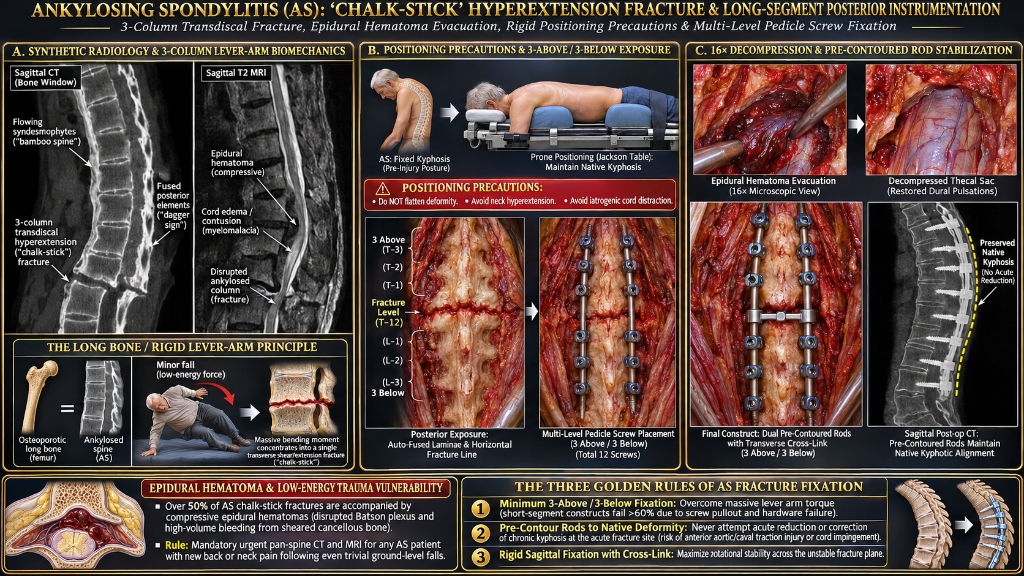 ANKYLOSING SPONDYLITIS (AS): ‘CHALK-STICK’ HYPEREXTENSION FRACTURE & LONG-SEGMENT POSTERIOR INSTRUMENTATION
3-Column Transdiscal Fracture, Epidural Hematoma Evacuation, Rigid Positioning Precautions & Multi-Level Pedicle Screw Fixation
A. SYNTHETIC RADIOLOGY & 3-COLUMN LEVER-ARM BIOMECHANICS
Sagittal CT
(Bone Window)
Flowing
syndesmophytes
("bamboo spine")
Fused
posterior
elements
("dagger
sign")
3-column
transdiscal
hyperextension
("chalk-stick")
fracture
Sagittal T2 MRI
Epidural
hematoma
(compressive)
Cord edema /
contusion
(myelomalacia)
Disrupted
ankylosed
column
(fracture)
THE LONG BONE / RIGID LEVER-ARM PRINCIPLE
=
Osteoporotic
long bone
(femur)
Ankylosed
spine
(AS)
Minor fall
(low-energy force)
Massive bending moment
concentrates into a single
transverse shear/extension fracture
("chalk-stick")
B. POSITIONING PRECAUTIONS & 3-ABOVE / 3-BELOW EXPOSURE
AS: Fixed Kyphosis
(Pre-Injury Posture)
Prone Positioning (Jackson Table);
Maintain Native Kyphosis
POSITIONING PRECAUTIONS:
• Do NOT flatten deformity. • Avoid neck hyperextension. • Avoid iatrogenic cord distraction.
3 Above
(T-3)
(T-2)
(T-1)
Fracture
Level
(T-12)
(L-1)
(L-2)
(L-3)
3 Below
Posterior Exposure:
Auto-Fused Laminae & Horizontal
Fracture Line
Multi-Level Pedicle Screw Placement
(3 Above / 3 Below)
(Total 12 Screws)
C. 16× DECOMPRESSION & PRE-CONTOURED ROD STABILIZATION
Epidural Hematoma Evacuation
(16× Microscopic View)
Decompressed Thecal Sac
(Restored Dural Pulsations)
Preserved
Native
Kyphosis
(No Acute
Reduction)
Final Construct: Dual Pre-Contoured Rods
with Transverse Cross-Link
(3 Above / 3 Below)
Sagittal Post-op CT:
Pre-Contoured Rods Maintain
Native Kyphotic Alignment
EPIDURAL HEMATOMA & LOW-ENERGY TRAUMA VULNERABILITY
▪ Over 50% of AS chalk-stick fractures are accompanied by
compressive epidural hematomas (disrupted Batson plexus and
high-volume bleeding from sheared cancellous bone).
▪ Rule: Mandatory urgent pan-spine CT and MRI for any AS patient
with new back or neck pain following even trivial ground-level falls.
THE THREE GOLDEN RULES OF AS FRACTURE FIXATION
1 Minimum 3-Above / 3-Below Fixation: Overcome massive lever arm torque
(short-segment constructs fail >60% due to screw pullout and hardware failure).
2 Pre-Contour Rods to Native Deformity: Never attempt acute reduction or correction
of chronic kyphosis at the acute fracture site (risk of anterior aortic/caval traction injury or cord impingement).
3 Rigid Sagittal Fixation with Cross-Link: Maximize rotational stability across the unstable fracture plane.